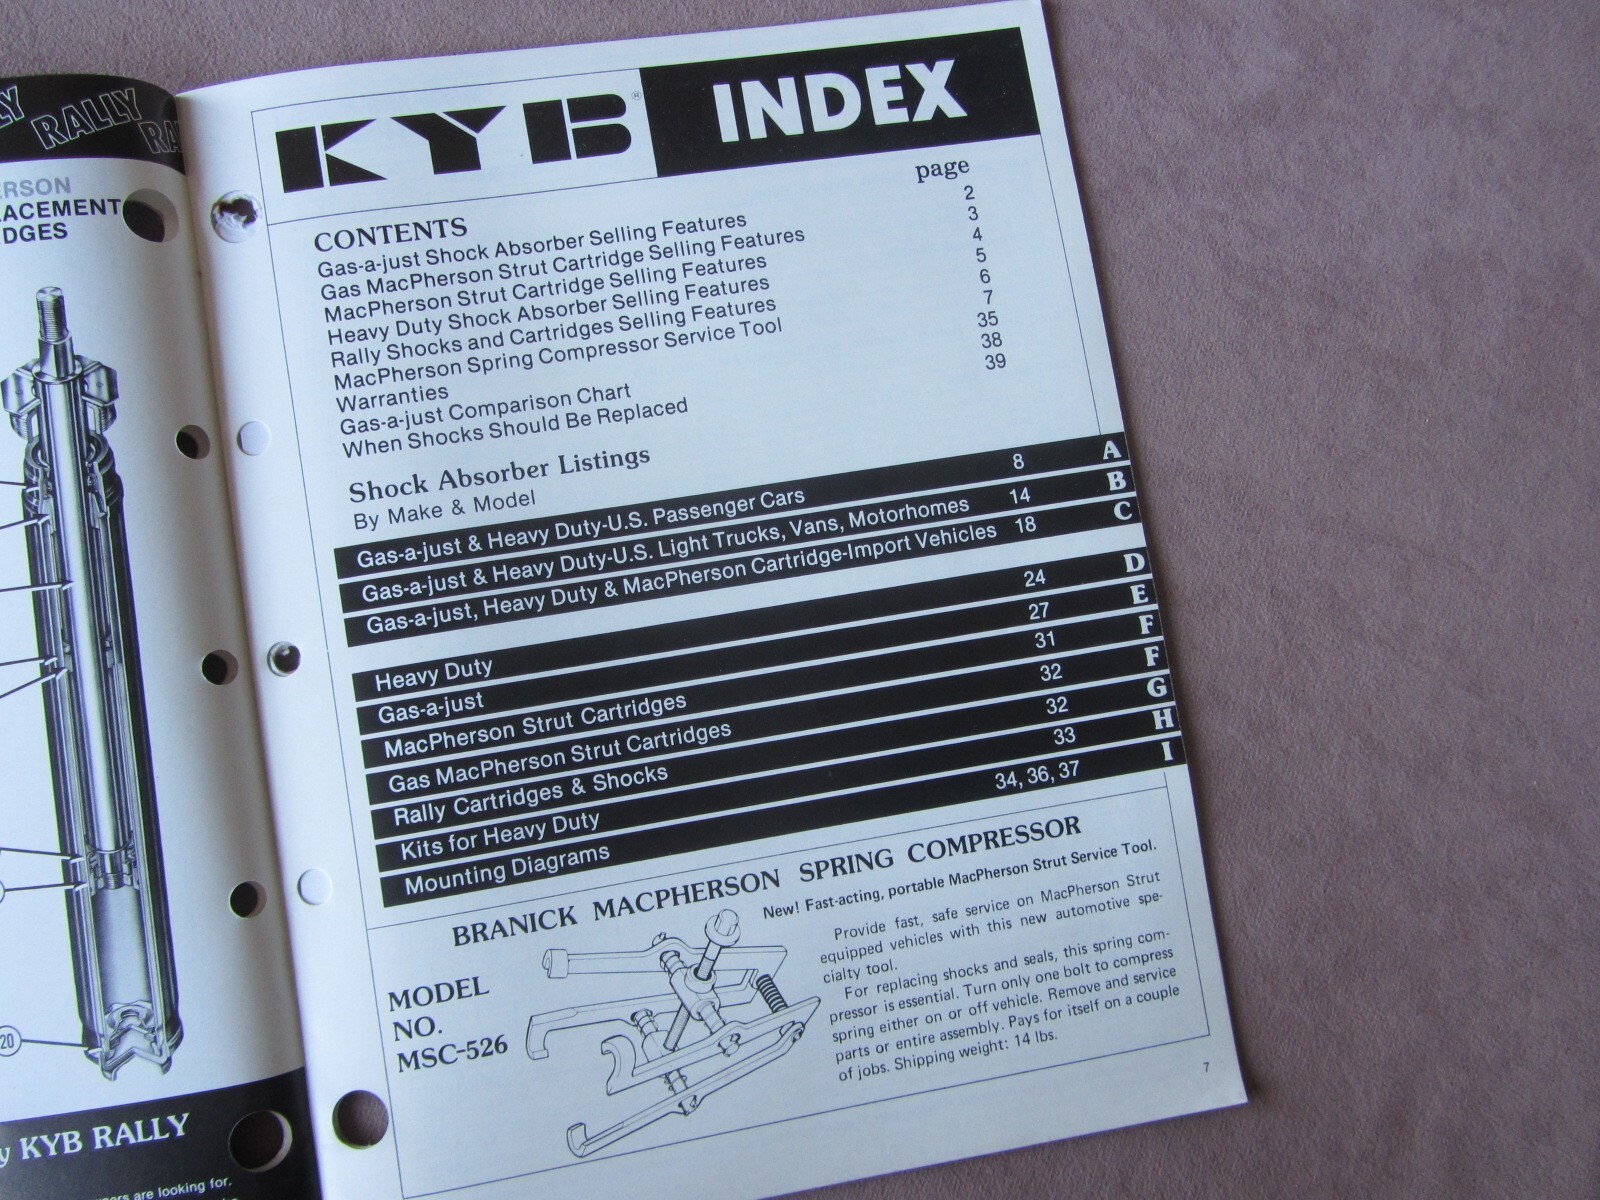 RALLY
ERSON
ACEMENT
DGES
20
KYB RALLY
are looking for.
KYB® INDEX
page
CONTENTS
Gas-a-just Shock Absorber Selling Features 2
Gas MacPherson Strut Cartridge Selling Features 3
MacPherson Strut Cartridge Selling Features 4
Heavy Duty Shock Absorber Selling Features 5
Rally Shocks and Cartridges Selling Features 6
MacPherson Spring Compressor Service Tool 7
Warranties 35
Gas-a-just Comparison Chart 38
When Shocks Should Be Replaced 39
Shock Absorber Listings
By Make & Model
Gas-a-just & Heavy Duty-U.S. Passenger Cars 8 A
Gas-a-just & Heavy Duty-U.S. Light Trucks, Vans, Motorhomes 14 B
Gas-a-just, Heavy Duty & MacPherson Cartridge-Import Vehicles 18 C
Heavy Duty 24 D
Gas-a-just 27 E
MacPherson Strut Cartridges 31 F
Gas MacPherson Strut Cartridges 32 F
Rally Cartridges & Shocks 32 G
Kits for Heavy Duty 33 H
Mounting Diagrams 34, 36, 37 I
BRANICK MACPHERSON SPRING COMPRESSOR
New! Fast-acting, portable MacPherson Strut Service Tool.
MODEL
NO.
MSC-526
Provide fast, safe service on MacPherson Strut
equipped vehicles with this new automotive spe-
cialty tool.
For replacing shocks and seals, this spring com-
pressor is essential. Turn only one bolt to compress
spring either on or off vehicle. Remove and service
parts or entire assembly. Pays for itself on a couple
of jobs. Shipping weight: 14 lbs.
7